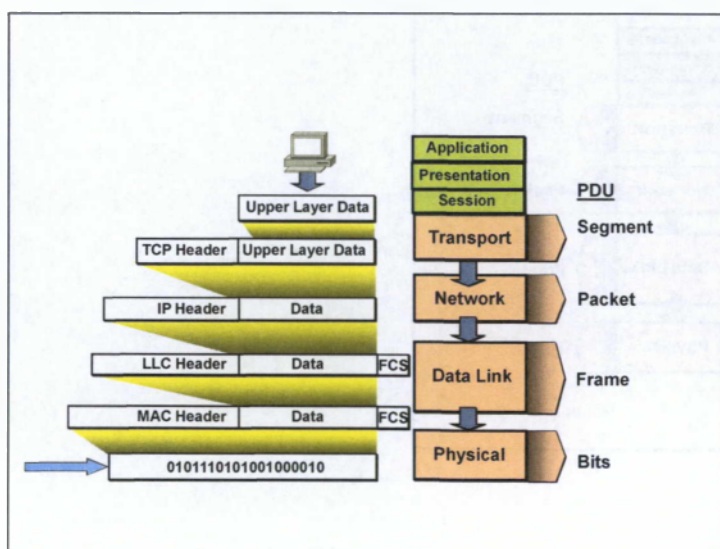 Application
Presentation
Session
PDU
Upper Layer Data
TCP Header Upper Layer Data
Transport
Segment
IP Header Data
Network
Packet
LLC Header Data FCS
Data Link
Frame
MAC Header Data FCS
Physical
Bits
0101110101001000010